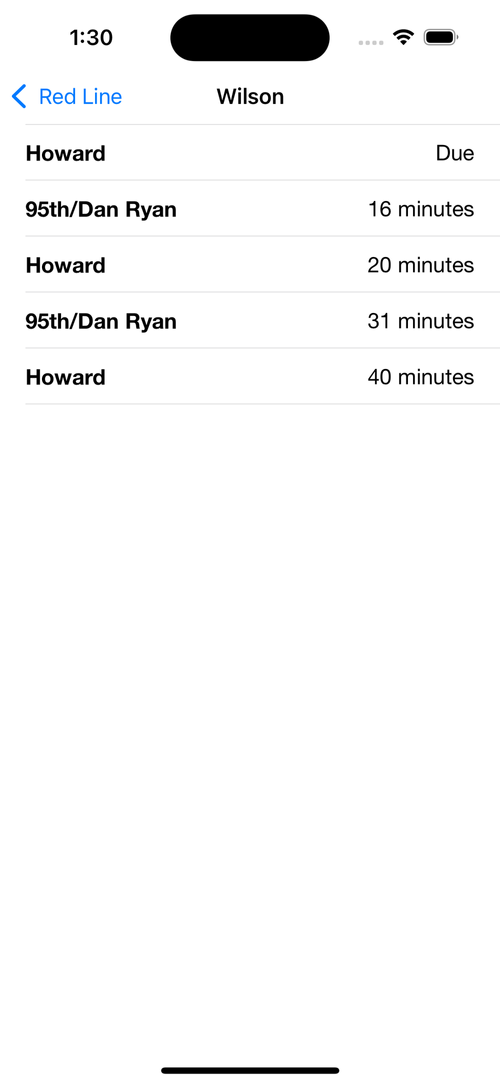 1:30
Red Line Wilson
Howard Due
95th/Dan Ryan 16 minutes
Howard 20 minutes
95th/Dan Ryan 31 minutes
Howard 40 minutes